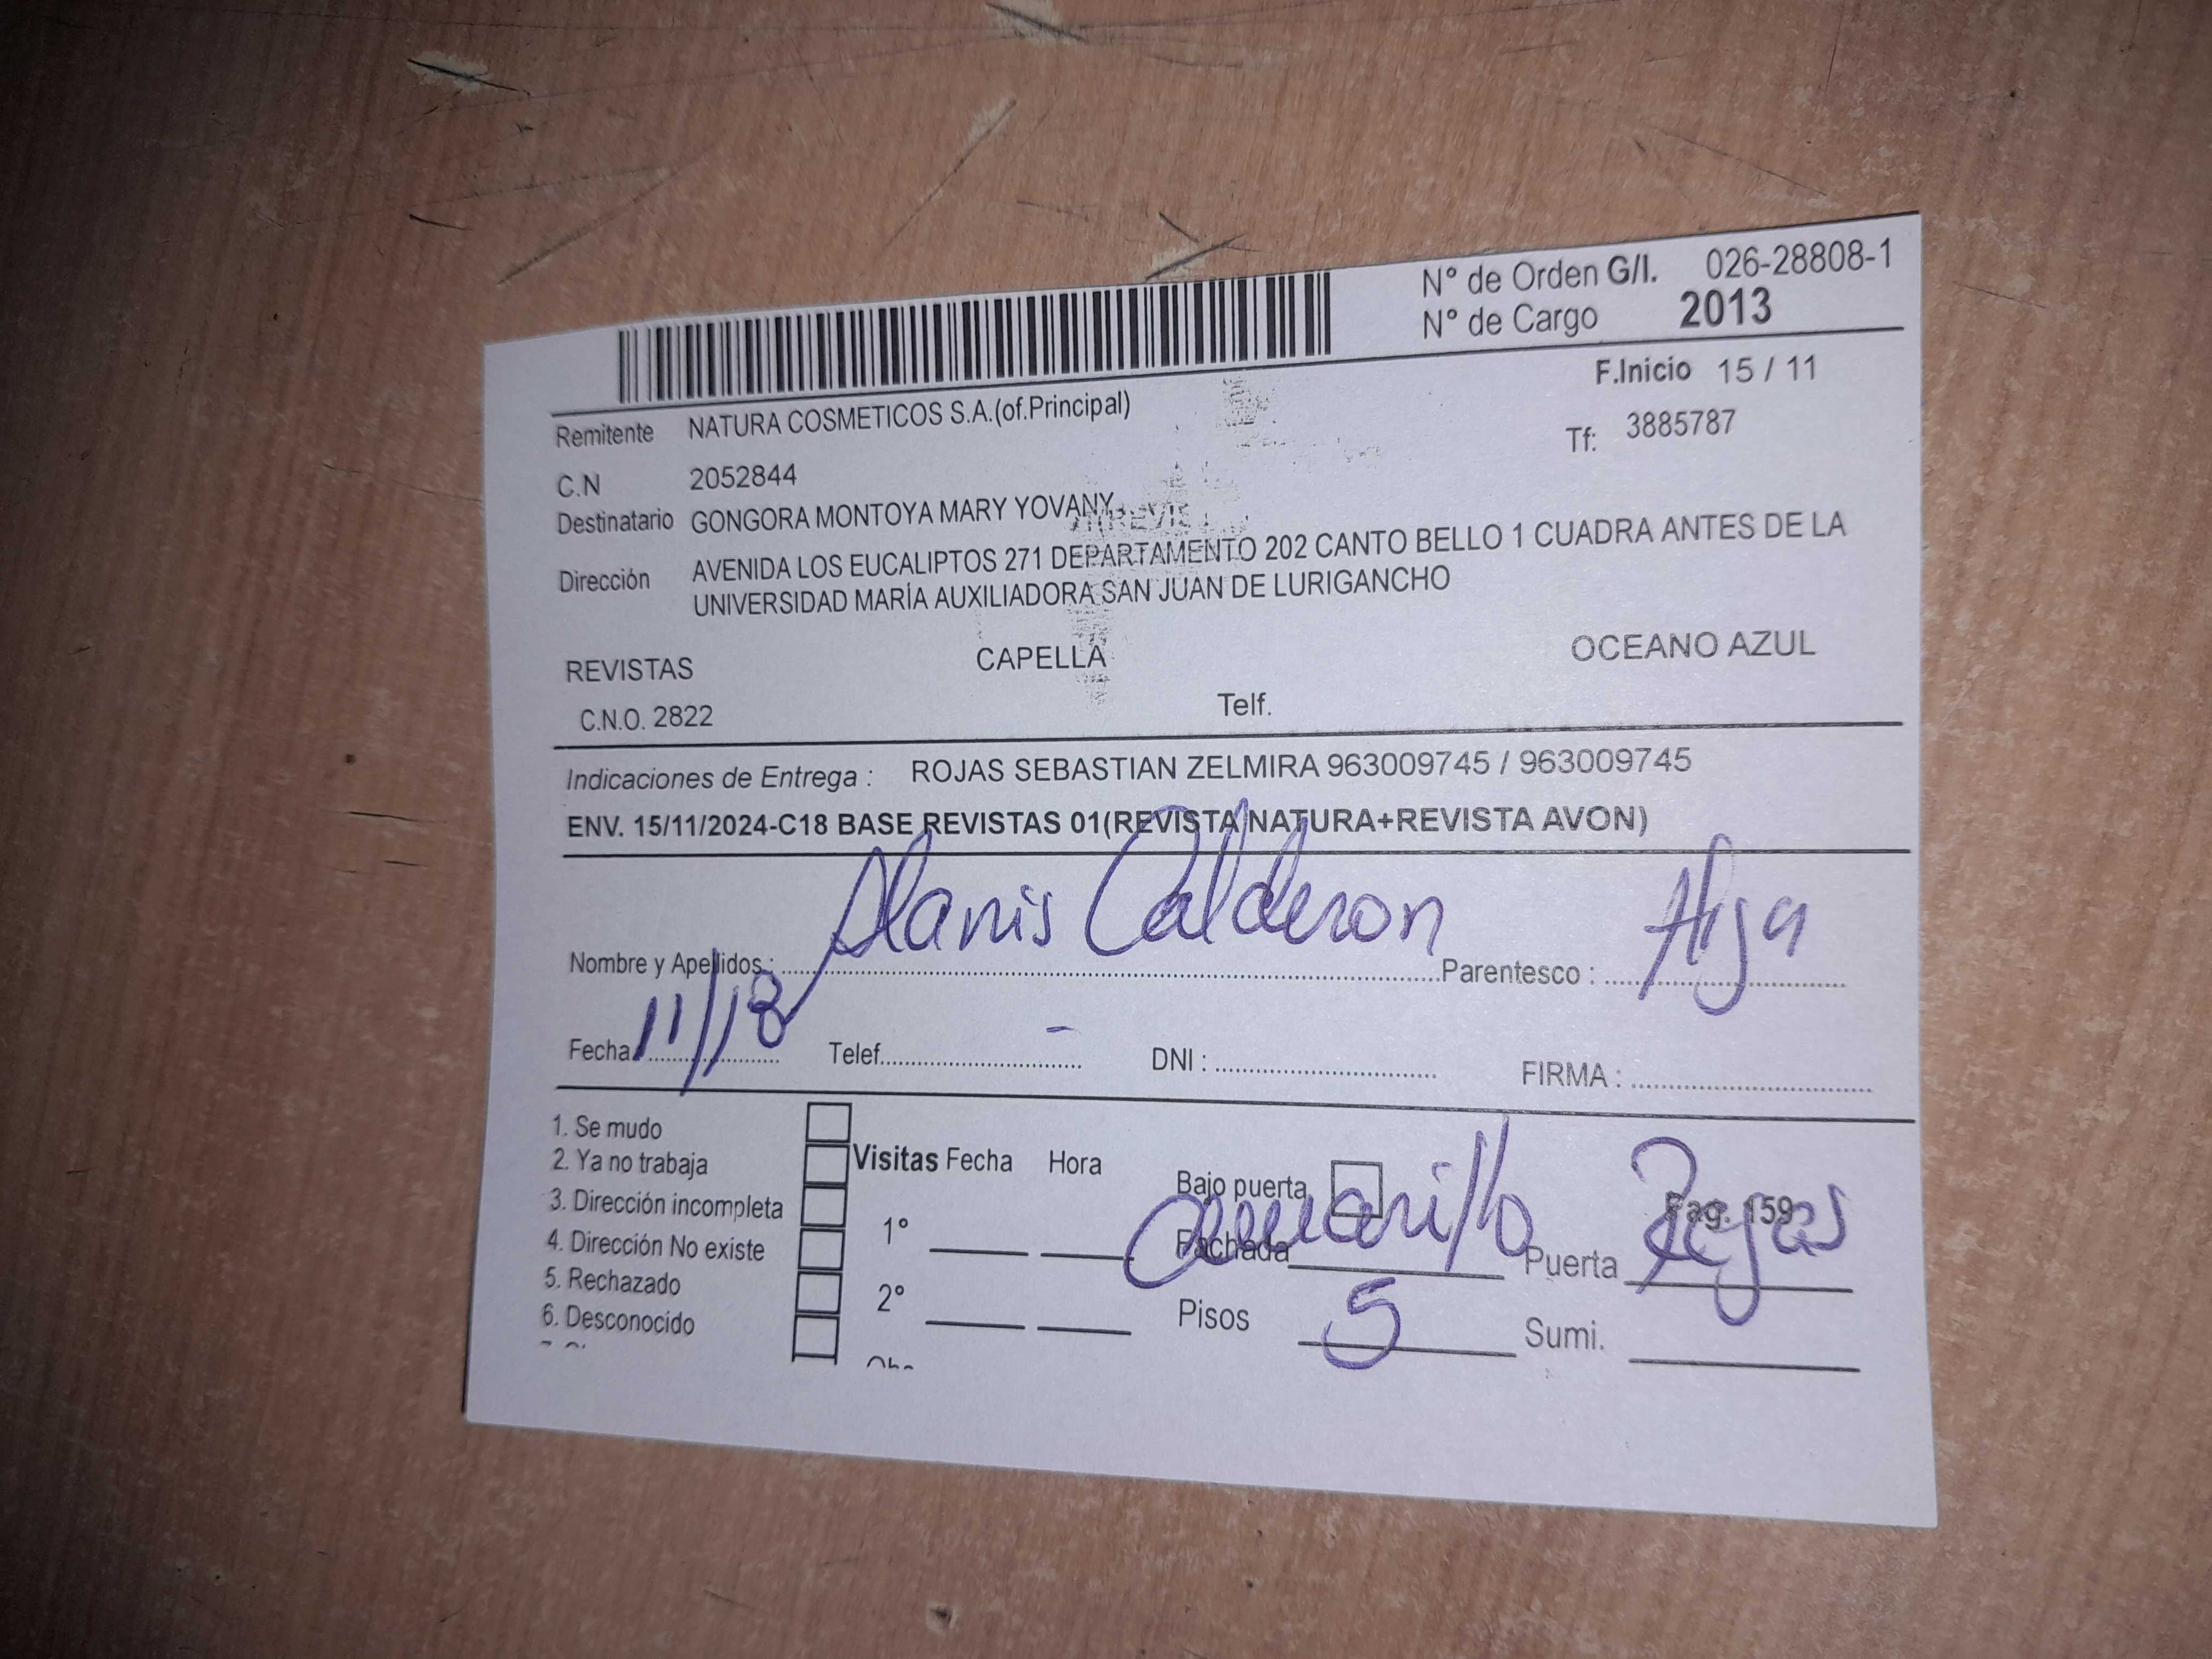 N° de Orden G/I. 026-28808-1
N° de Cargo 2013
F.Inicio 15 / 11
Remitente NATURA COSMETICOS S.A.(of.Principal)
Tf: 3885787
C.N 2052844
Destinatario GONGORA MONTOYA MARY YOVANY
Dirección AVENIDA LOS EUCALIPTOS 271 DEPARTAMENTO 202 CANTO BELLO 1 CUADRA ANTES DE LA
UNIVERSIDAD MARÍA AUXILIADORA SAN JUAN DE LURIGANCHO
REVISTAS CAPELLA OCEANO AZUL
C.N.O. 2822 Telf.
Indicaciones de Entrega : ROJAS SEBASTIAN ZELMIRA 963009745 / 963009745
ENV. 15/11/2024-C18 BASE REVISTAS 01(REVISTA NATURA+REVISTA AVON)
Nombre y Apellidos : Alanis Calderon Parentesco : Hija
Fecha 11/18 Telef. DNI : FIRMA :
1. Se mudo
2. Ya no trabaja
3. Dirección incompleta
4. Dirección No existe
5. Rechazado
6. Desconocido
Visitas Fecha Hora
1°
2°
Bajo puerta
Pag. 159
Fachada amarillo Puerta Rejas
Pisos 5 Sumi.